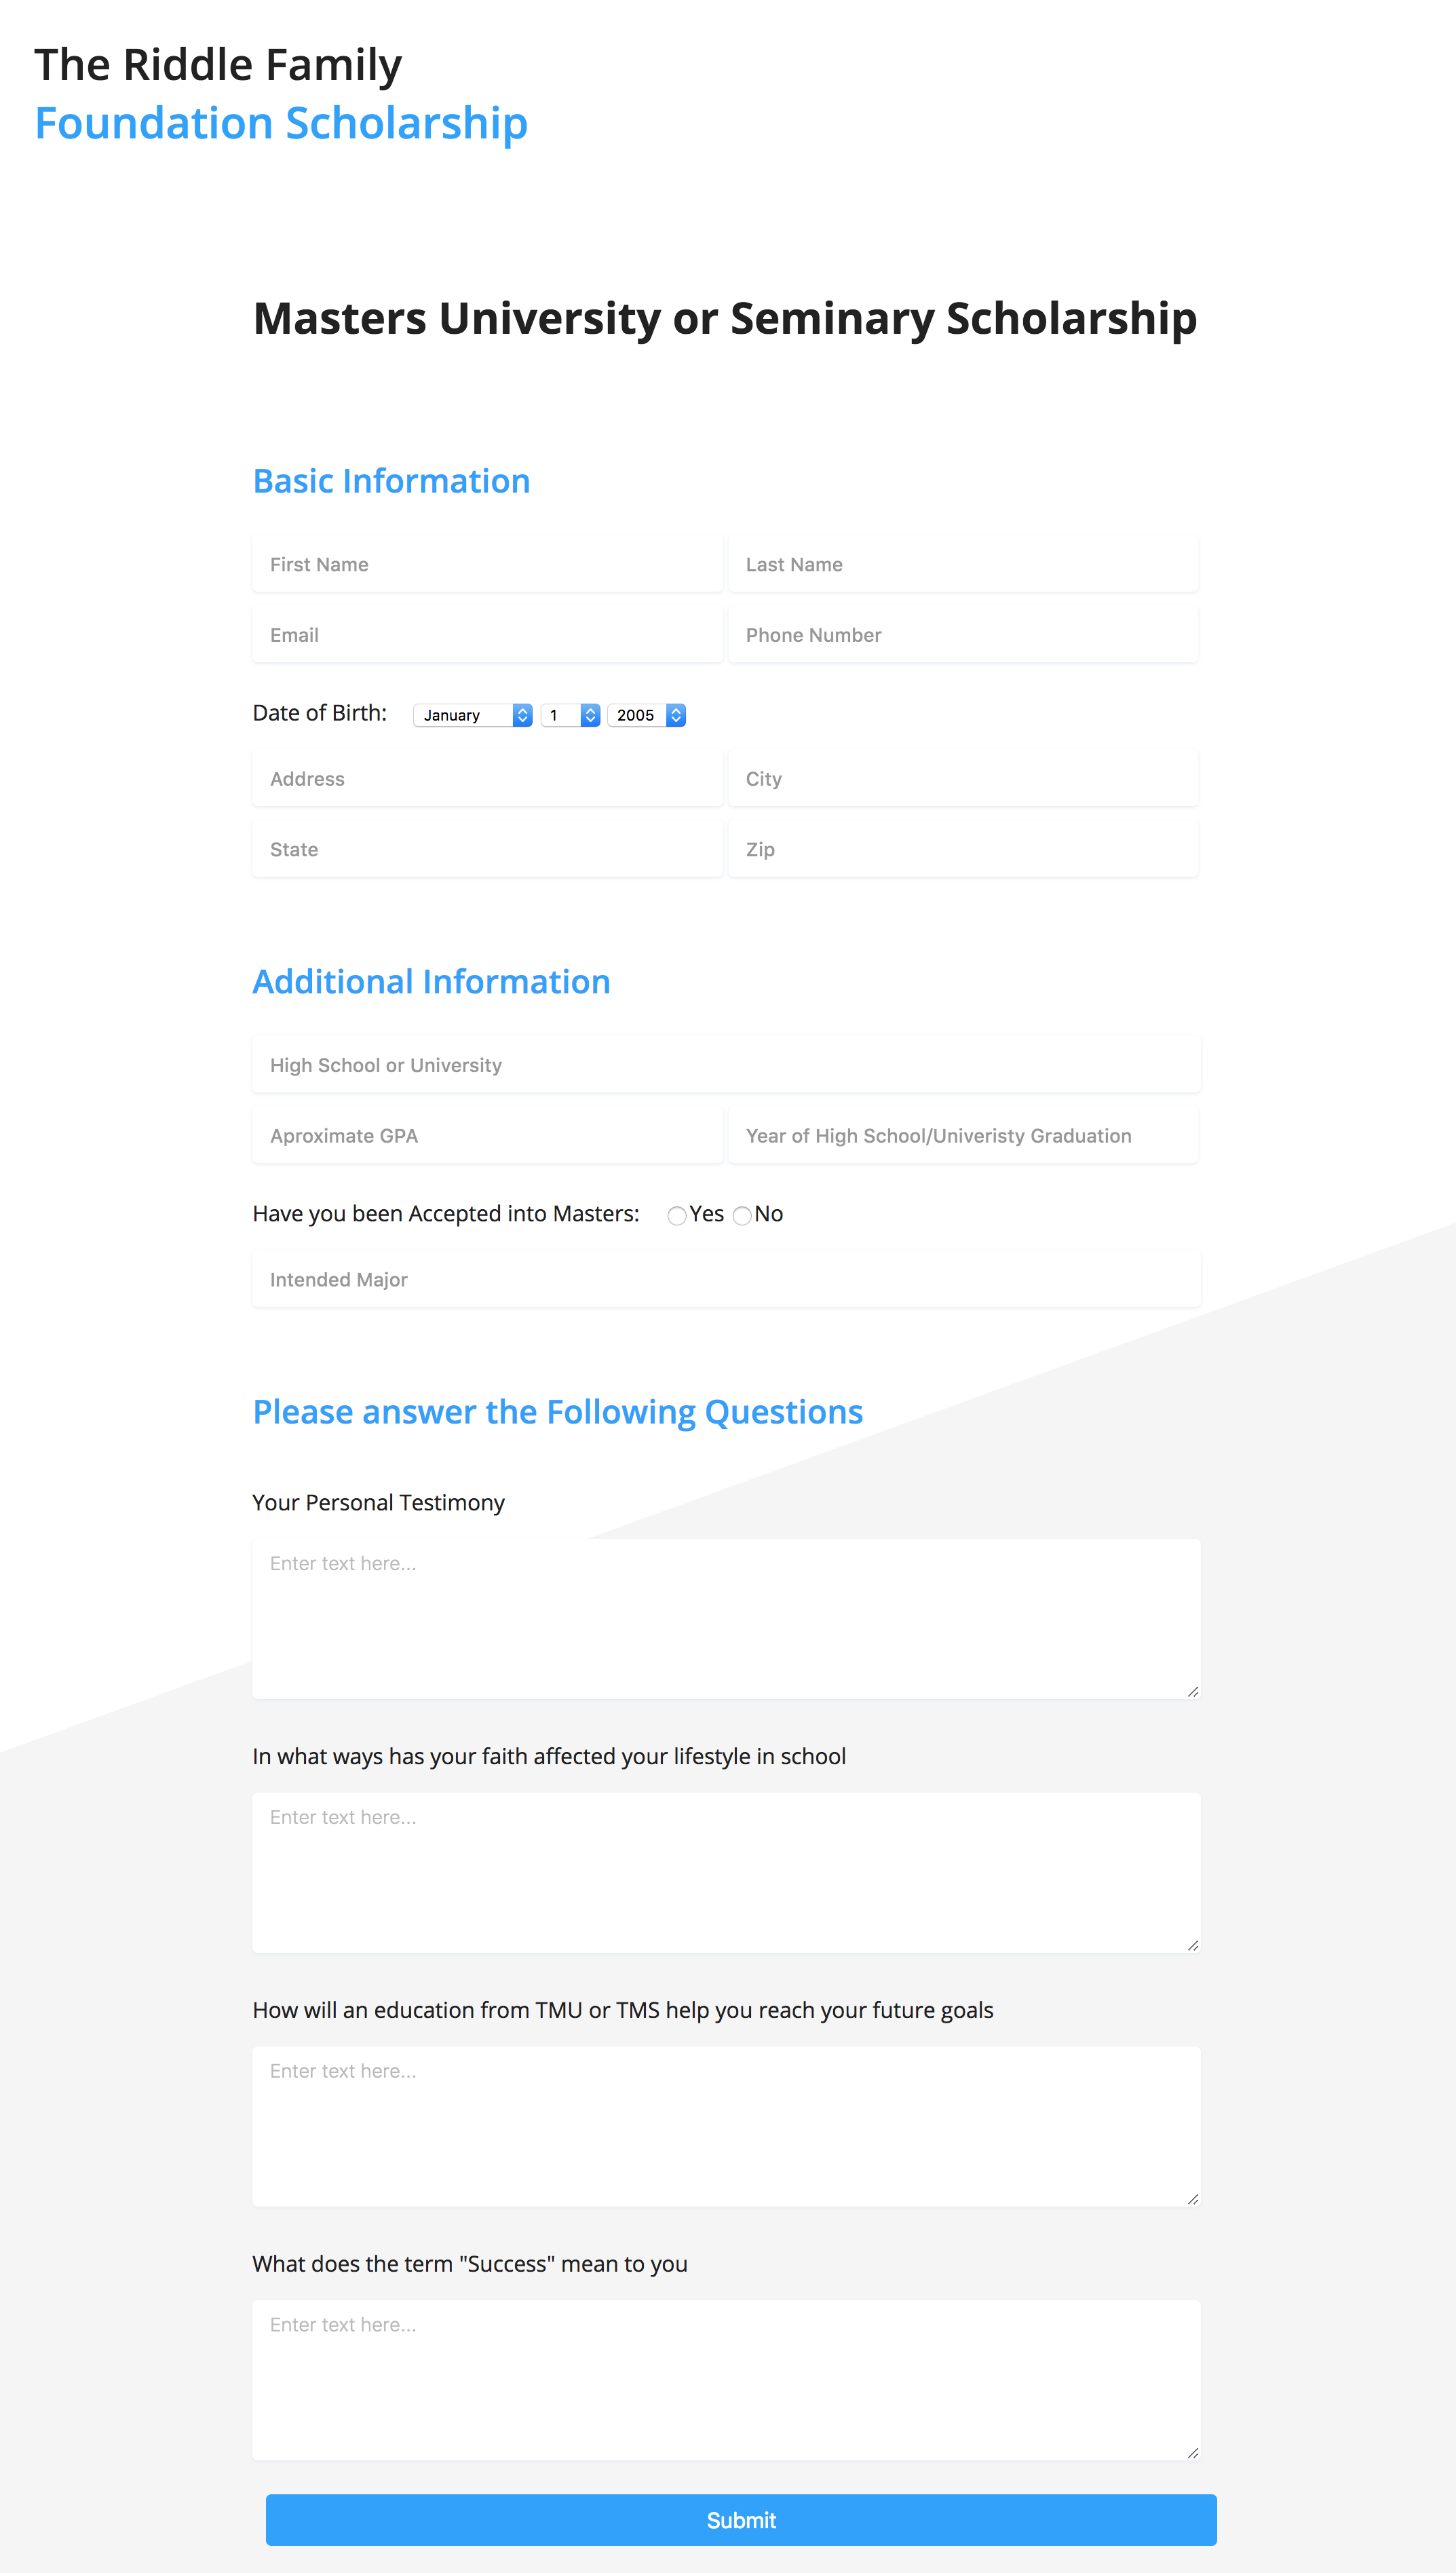 The Riddle Family
Foundation Scholarship
Masters University or Seminary Scholarship
Basic Information
First Name Last Name
Email Phone Number
Date of Birth: January 1 2005
Address City
State Zip
Additional Information
High School or University
Aproximate GPA Year of High School/Univeristy Graduation
Have you been Accepted into Masters: Yes No
Intended Major
Please answer the Following Questions
Your Personal Testimony
Enter text here...
In what ways has your faith affected your lifestyle in school
Enter text here...
How will an education from TMU or TMS help you reach your future goals
Enter text here...
What does the term "Success" mean to you
Enter text here...
Submit